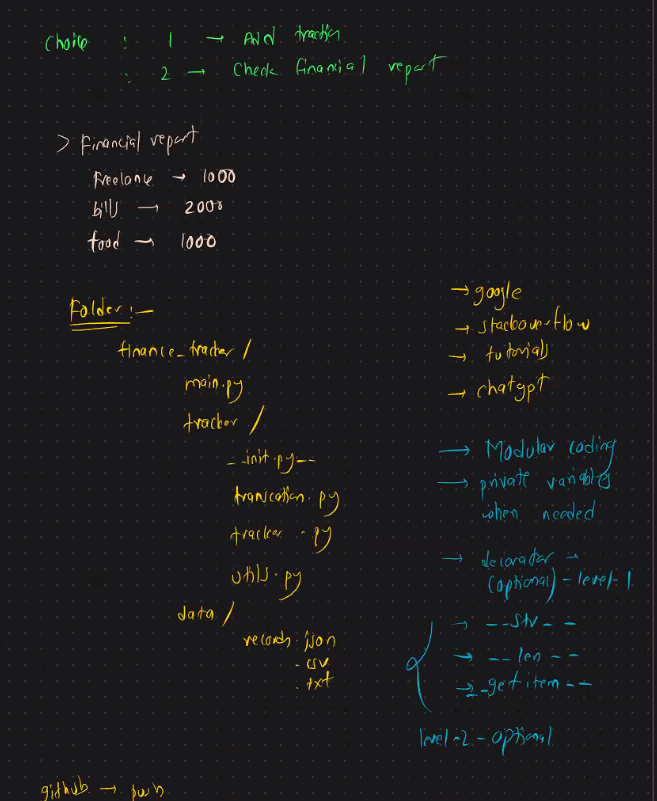 choice : 1 → Add traction
: 2 → Check financial report
> Financial report
Freelance → 1000
bills → 2000
food → 1000
Folder:-
finance_tracker/
main.py
tracker/
__init.py__
transcation.py
tracker.py
utils.py
data/
records.json
.csv
.txt
→ google
→ stackoverflow
→ tutorials
→ chatgpt
→ Modular coding
→ private variables
when needed
→ decorator →
(optional) - level-1
→ __str__
→ __len__
→ __getitem__
level-2 - optional
github → push